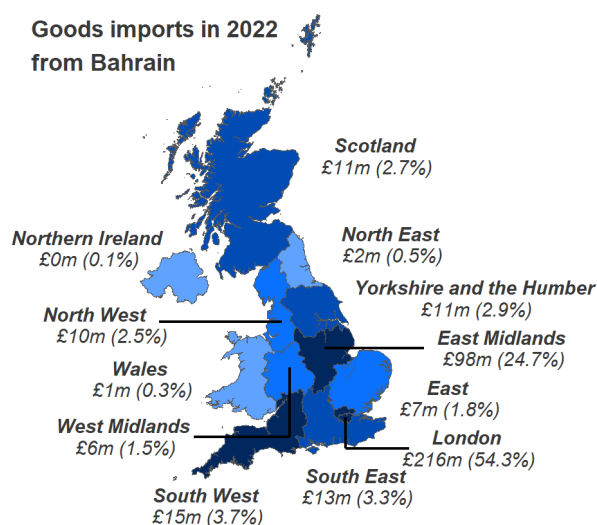 Goods imports in 2022
from Bahrain
Scotland
£11m (2.7%)
Northern Ireland
£0m (0.1%)
North East
£2m (0.5%)
Yorkshire and the Humber
£11m (2.9%)
North West
£10m (2.5%)
East Midlands
£98m (24.7%)
Wales
£1m (0.3%)
East
£7m (1.8%)
West Midlands
£6m (1.5%)
London
£216m (54.3%)
South East
£13m (3.3%)
South West
£15m (3.7%)